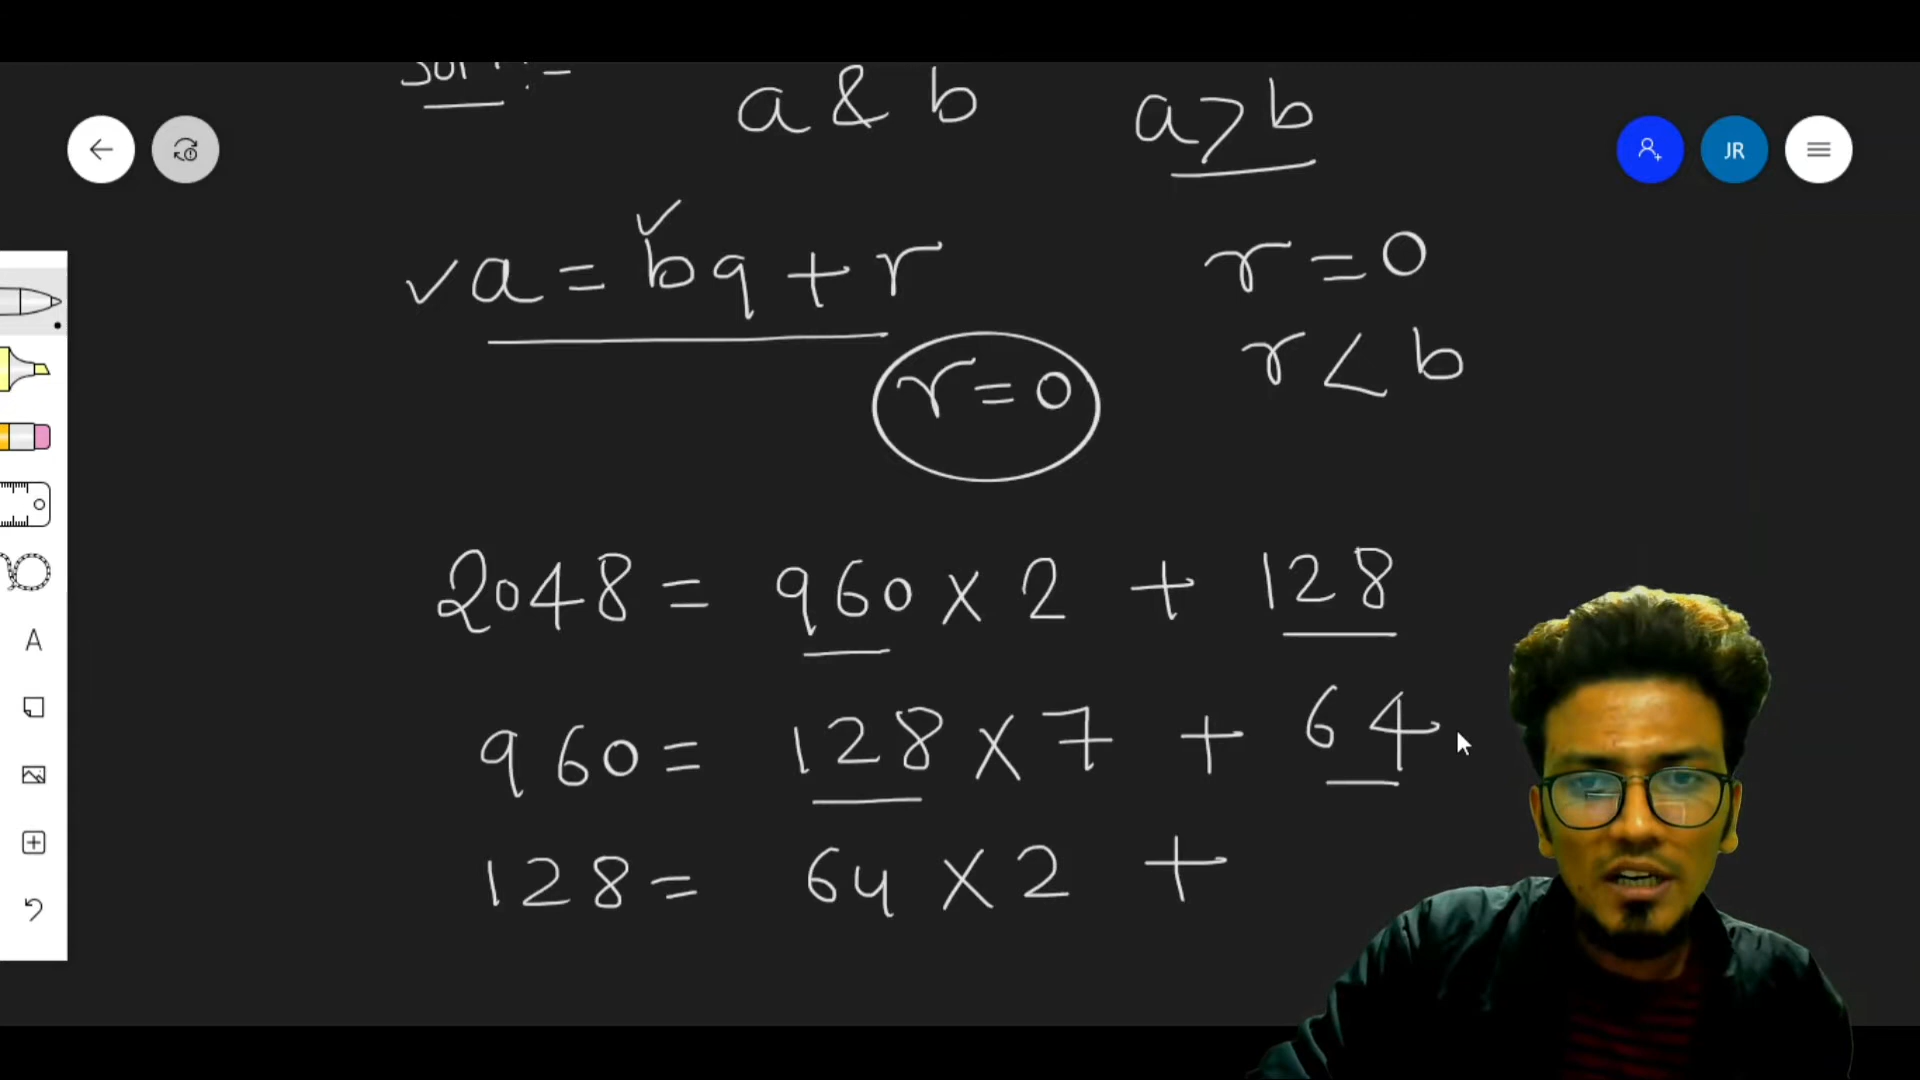 a & b a > b
✓ a = bq + r r = 0
r = 0 r < b
2048 = 960 x 2 + 128
960 = 128 x 7 + 64
128 = 64 x 2 +
JR
A